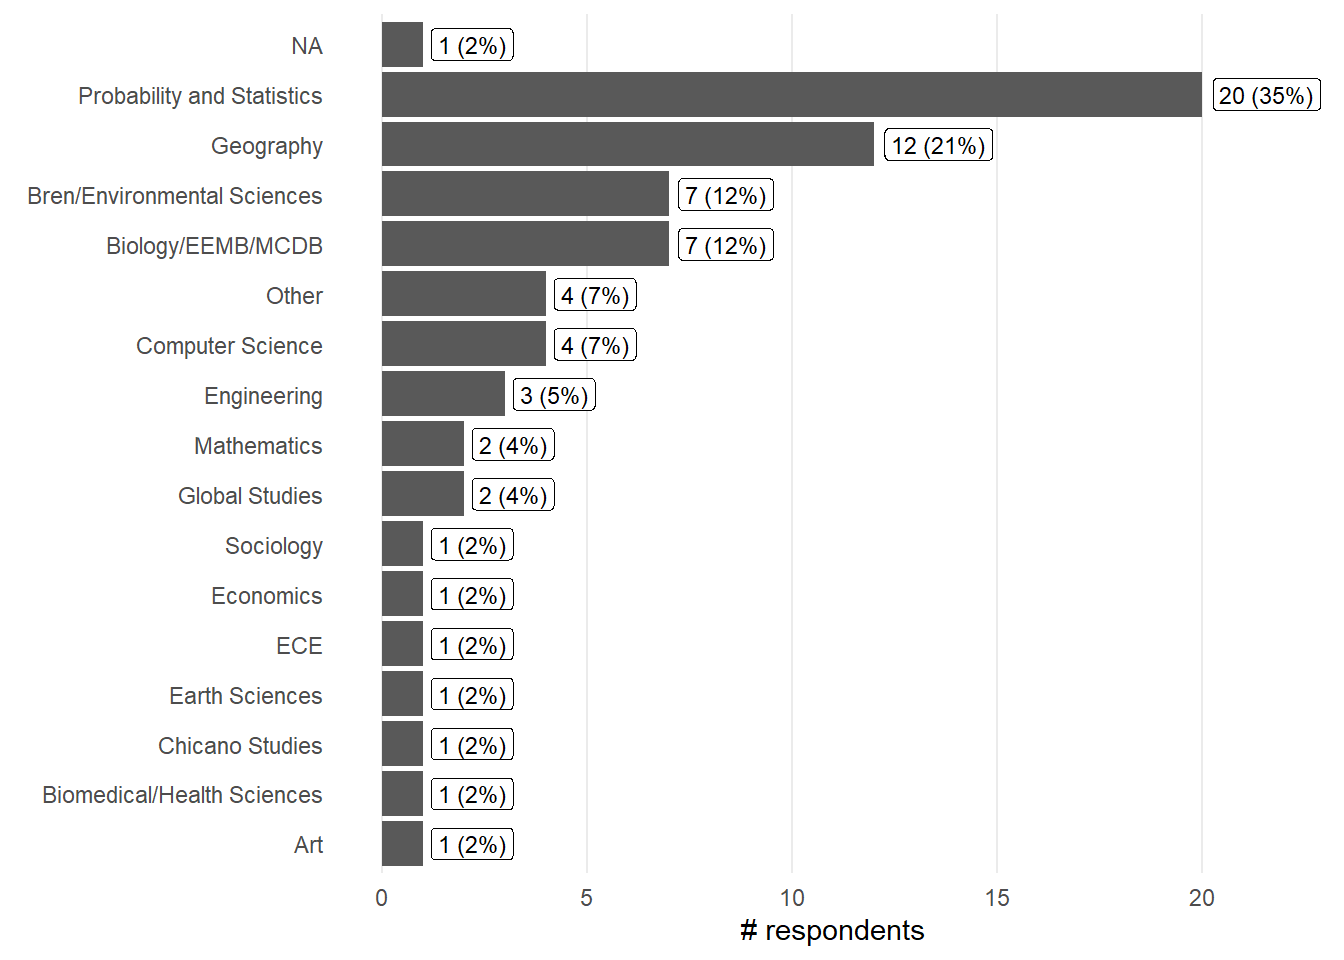 NA 1 (2%)
Probability and Statistics 20 (35%)
Geography 12 (21%)
Bren/Environmental Sciences 7 (12%)
Biology/EEMB/MCDB 7 (12%)
Other 4 (7%)
Computer Science 4 (7%)
Engineering 3 (5%)
Mathematics 2 (4%)
Global Studies 2 (4%)
Sociology 1 (2%)
Economics 1 (2%)
ECE 1 (2%)
Earth Sciences 1 (2%)
Chicano Studies 1 (2%)
Biomedical/Health Sciences 1 (2%)
Art 1 (2%)
0 5 10 15 20
# respondents